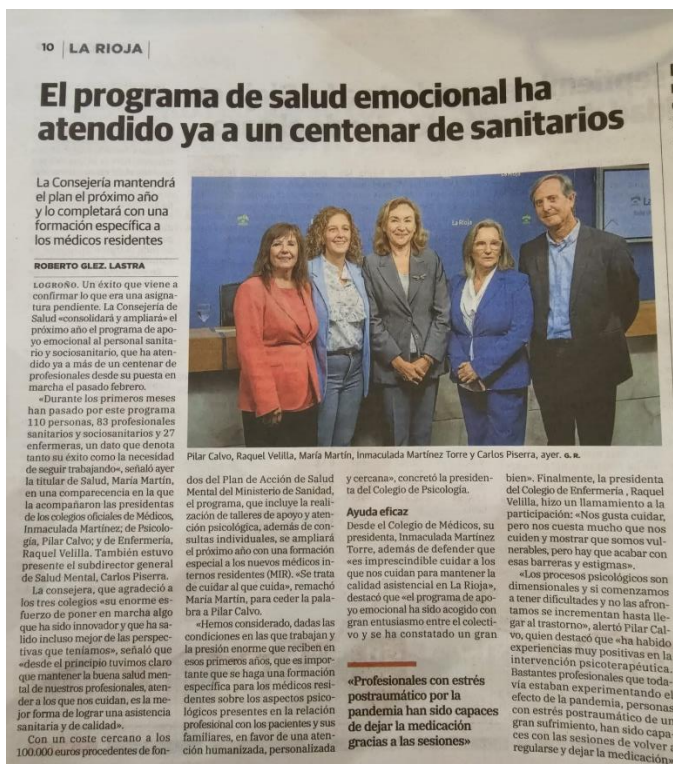 10 | LA RIOJA |
El programa de salud emocional ha
atendido ya a un centenar de sanitarios
La Consejería mantendrá
el plan el próximo año
y lo completará con una
formación específica a
los médicos residentes
ROBERTO GLEZ. LASTRA
LOGROÑO. Un éxito que viene a
confirmar lo que era una asigna-
tura pendiente. La Consejería de
Salud «consolidará y ampliará» el
próximo año el programa de apo-
yo emocional al personal sanita-
rio y sociosanitario, que ha aten-
dido ya a más de un centenar de
profesionales desde su puesta en
marcha el pasado febrero.
«Durante los primeros meses
han pasado por este programa
110 personas, 83 profesionales
sanitarios y sociosanitarios y 27
enfermeras, un dato que denota
tanto su éxito como la necesidad
de seguir trabajando«, señaló ayer
la titular de Salud, María Martín,
en una comparecencia en la que
la acompañaron las presidentas
de los colegios oficiales de Médicos,
Inmaculada Martínez; de Psicolo-
gía, Pilar Calvo; y de Enfermería,
Raquel Velilla. También estuvo
presente el subdirector general
de Salud Mental, Carlos Piserra.
La consejera, que agradeció a
los tres colegios «su enorme es-
fuerzo de poner en marcha algo
que ha sido innovador y que ha sa-
lido incluso mejor de las perspec-
tivas que teníamos», señaló que
«desde el principio tuvimos claro
que mantener la buena salud men-
tal de nuestros profesionales, aten-
der a los que nos cuidan, es la me-
jor forma de lograr una asistencia
sanitaria y de calidad».
Con un coste cercano a los
100.000 euros procedentes de fon-
La Rioja
Pilar Calvo, Raquel Velilla, María Martín, Inmaculada Martínez Torre y Carlos Piserra, ayer. G. R.
dos del Plan de Acción de Salud
Mental del Ministerio de Sanidad,
el programa, que incluye la reali-
zación de talleres de apoyo y aten-
ción psicológica, además de con-
sultas individuales, se ampliará
el próximo año con una formación
especial a los nuevos médicos in-
ternos residentes (MIR). «Se trata
de cuidar al que cuida», remachó
María Martín, para ceder la pala-
bra a Pilar Calvo.
«Hemos considerado, dadas las
condiciones en las que trabajan y
la presión enorme que reciben en
esos primeros años, que es impor-
tante que se haga una formación
específica para los médicos resi-
dentes sobre los aspectos psico-
lógicos presentes en la relación
profesional con los pacientes y sus
familiares, en favor de una aten-
ción humanizada, personalizada
y cercana», concretó la presiden-
ta del Colegio de Psicología.
Ayuda eficaz
Desde el Colegio de Médicos, su
presidenta, Inmaculada Martínez
Torre, además de defender que
«es imprescindible cuidar a los
que nos cuidan para mantener la
calidad asistencial en La Rioja»,
destacó que «el programa de apo-
yo emocional ha sido acogido con
gran entusiasmo entre el colecti-
vo y se ha constatado un gran
«Profesionales con estrés
postraumático por la
pandemia han sido capaces
de dejar la medicación
gracias a las sesiones»
bien». Finalmente, la presidenta
del Colegio de Enfermería, Raquel
Velilla, hizo un llamamiento a la
participación: «Nos gusta cuidar,
pero nos cuesta mucho que nos
cuiden y mostrar que somos vul-
nerables, pero hay que acabar con
esas barreras y estigmas».
«Los procesos psicológicos son
dimensionales y si comenzamos
a tener dificultades y no las afron-
tamos se incrementan hasta lle-
gar al trastorno», alertó Pilar Cal-
vo, quien destacó que «ha habido
experiencias muy positivas en la
intervención psicoterapéutica.
Bastantes profesionales que toda-
vía estaban experimentando el
efecto de la pandemia, personas
con estrés postraumático de un
gran sufrimiento, han sido capa-
ces con las sesiones de volver a
regularse y dejar la medicación»